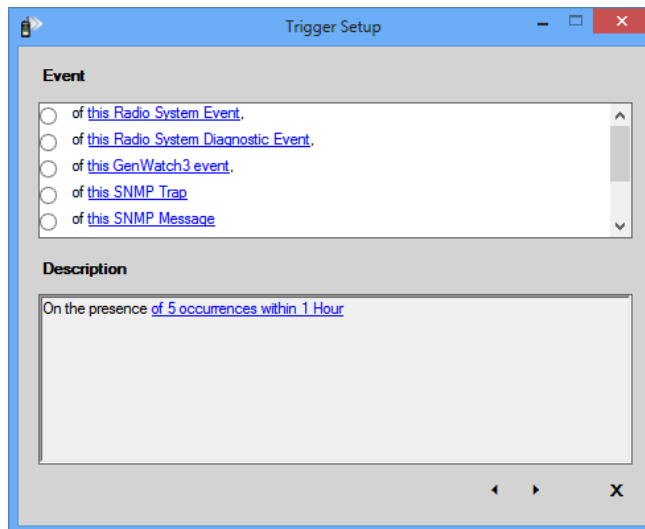 Trigger Setup
Event
of this Radio System Event,
of this Radio System Diagnostic Event,
of this GenWatch3 event,
of this SNMP Trap
of this SNMP Message
Description
On the presence of 5 occurrences within 1 Hour
X